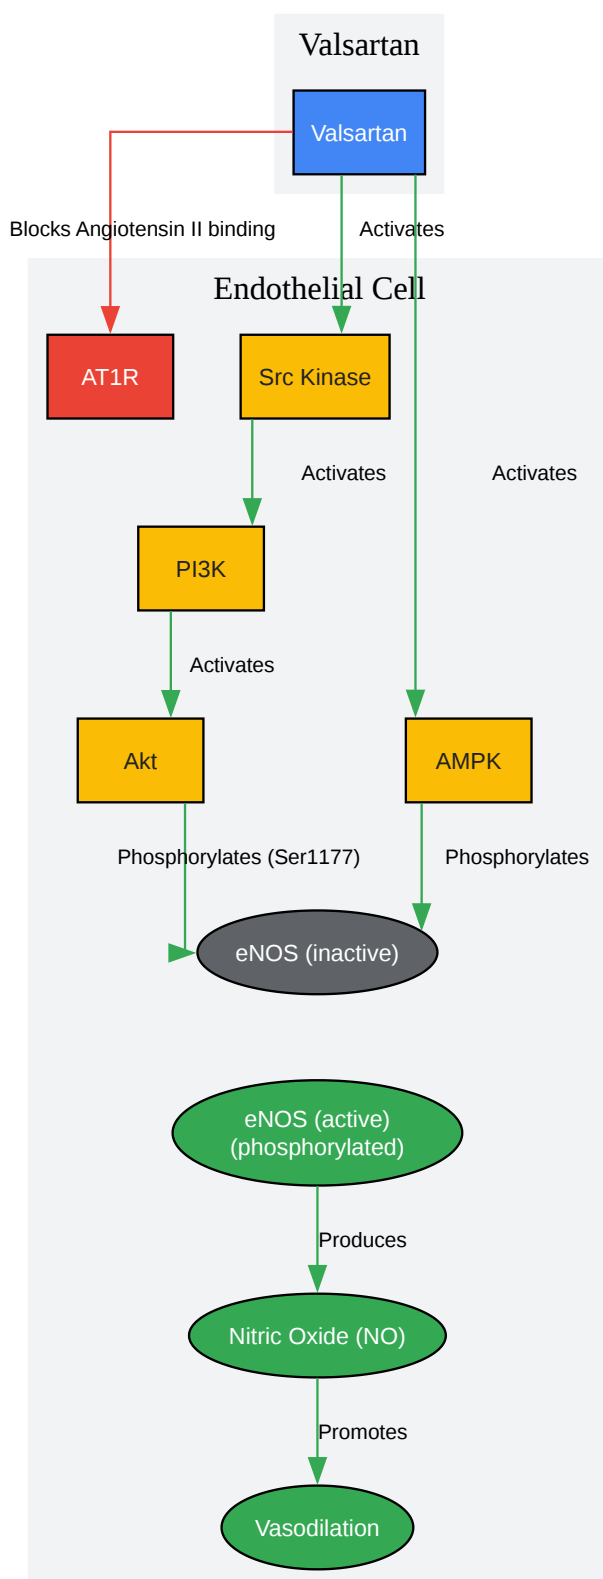 Valsartan
Valsartan
Blocks Angiotensin II binding
Activates
Endothelial Cell
AT1R
Src Kinase
Activates
Activates
PI3K
Activates
Akt
AMPK
Phosphorylates (Ser1177)
Phosphorylates
eNOS (inactive)
eNOS (active)
(phosphorylated)
Produces
Nitric Oxide (NO)
Promotes
Vasodilation